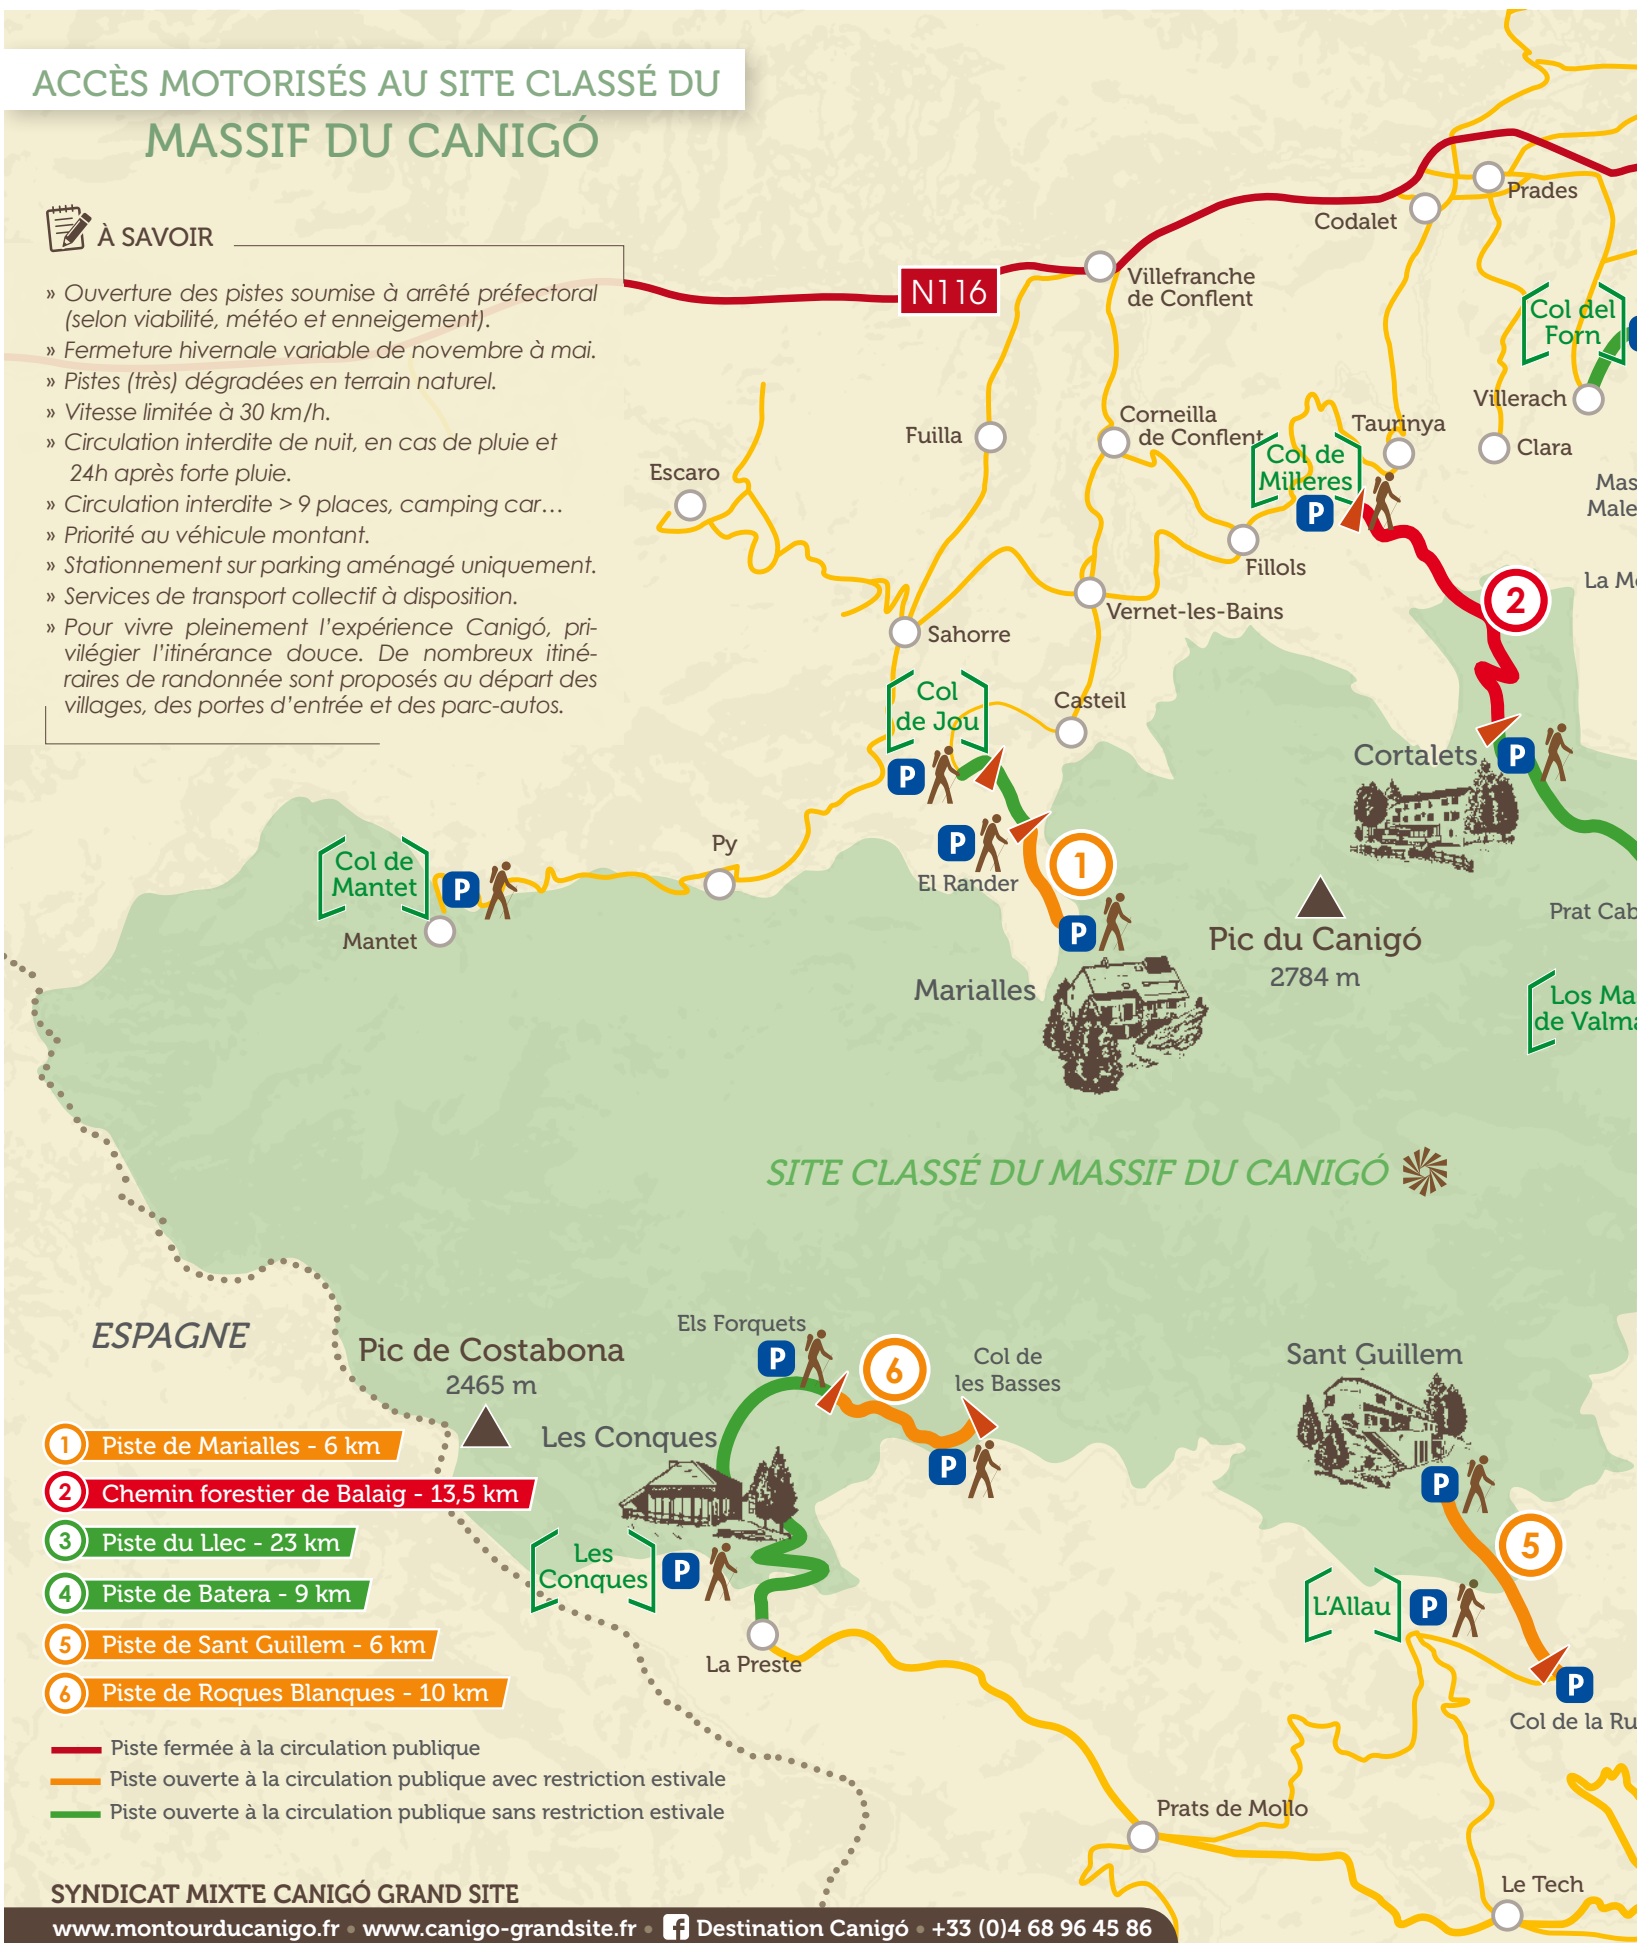 ACCÈS MOTORISÉS AU SITE CLASSÉ DU
MASSIF DU CANIGÓ
À SAVOIR
» Ouverture des pistes soumise à arrêté préfectoral
(selon viabilité, météo et enneigement).
» Fermeture hivernale variable de novembre à mai.
» Pistes (très) dégradées en terrain naturel.
» Vitesse limitée à 30 km/h.
» Circulation interdite de nuit, en cas de pluie et
24h après forte pluie.
» Circulation interdite > 9 places, camping car…
» Priorité au véhicule montant.
» Stationnement sur parking aménagé uniquement.
» Services de transport collectif à disposition.
» Pour vivre pleinement l'expérience Canigó, pri-
vilégier l'itinérance douce. De nombreux itiné-
raires de randonnée sont proposés au départ des
villages, des portes d'entrée et des parc-autos.
N116
Prades
Codalet
Villefranche
de Conflent
Col del
Forn
Villerach
Clara
Taurinya
Corneilla
de Conflent
Fuilla
Col de
Milleres
P
Escaro
Mas
Male
Fillols
La M
2
Vernet-les-Bains
Sahorre
Col
de Jou
P
Casteil
Cortalets
P
Py
P
El Rander
1
Col de
Mantet
P
Mantet
P
Marialles
Pic du Canigó
2784 m
Prat Cab
Los Ma
de Valma
SITE CLASSÉ DU MASSIF DU CANIGÓ
ESPAGNE
Pic de Costabona
2465 m
Els Forquets
P
6
Col de
les Basses
P
Les Conques
Les
Conques
P
La Preste
Sant Guillem
P
5
L'Allau
P
P
Col de la Ru
Prats de Mollo
Le Tech
1 Piste de Marialles - 6 km
2 Chemin forestier de Balaig - 13,5 km
3 Piste du Llec - 23 km
4 Piste de Batera - 9 km
5 Piste de Sant Guillem - 6 km
6 Piste de Roques Blanques - 10 km
Piste fermée à la circulation publique
Piste ouverte à la circulation publique avec restriction estivale
Piste ouverte à la circulation publique sans restriction estivale
SYNDICAT MIXTE CANIGÓ GRAND SITE
www.montourducanigo.fr • www.canigo-grandsite.fr • f Destination Canigó • +33 (0)4 68 96 45 86